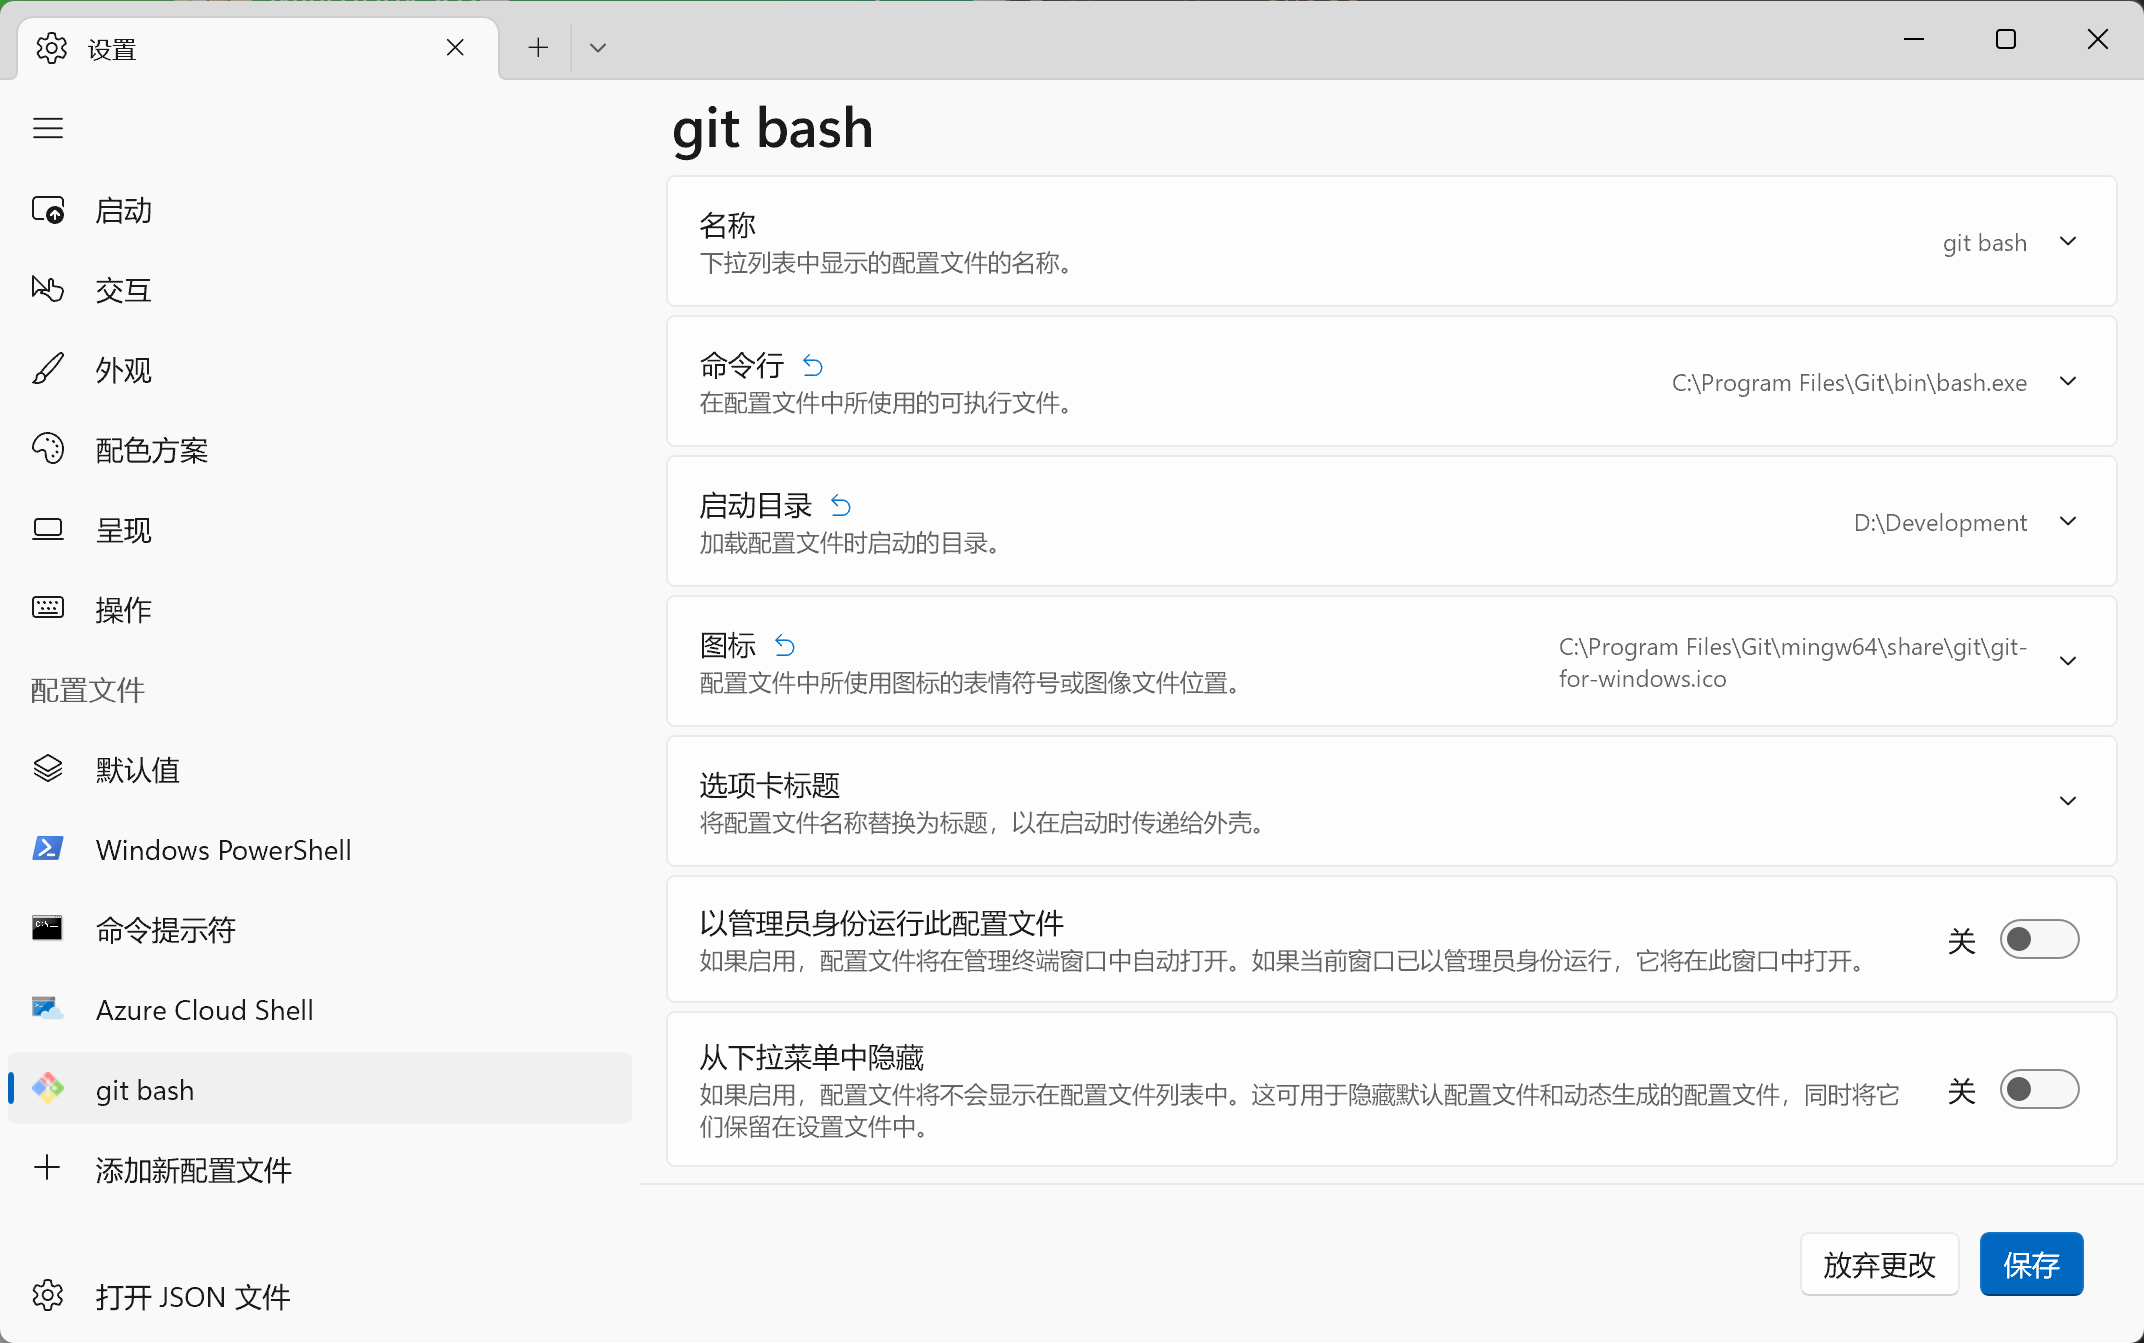 设置
启动
交互
外观
配色方案
呈现
操作
配置文件
默认值
Windows PowerShell
命令提示符
Azure Cloud Shell
git bash
添加新配置文件
打开 JSON 文件
git bash
名称
下拉列表中显示的配置文件的名称。
git bash
命令行
在配置文件中所使用的可执行文件。
C:\Program Files\Git\bin\bash.exe
启动目录
加载配置文件时启动的目录。
D:\Development
图标
配置文件中所使用图标的表情符号或图像文件位置。
C:\Program Files\Git\mingw64\share\git\git-
for-windows.ico
选项卡标题
将配置文件名称替换为标题，以在启动时传递给外壳。
以管理员身份运行此配置文件
如果启用，配置文件将在管理终端窗口中自动打开。如果当前窗口已以管理员身份运行，它将在此窗口中打开。
关
从下拉菜单中隐藏
如果启用，配置文件将不会显示在配置文件列表中。这可用于隐藏默认配置文件和动态生成的配置文件，同时将它
们保留在设置文件中。
关
放弃更改
保存